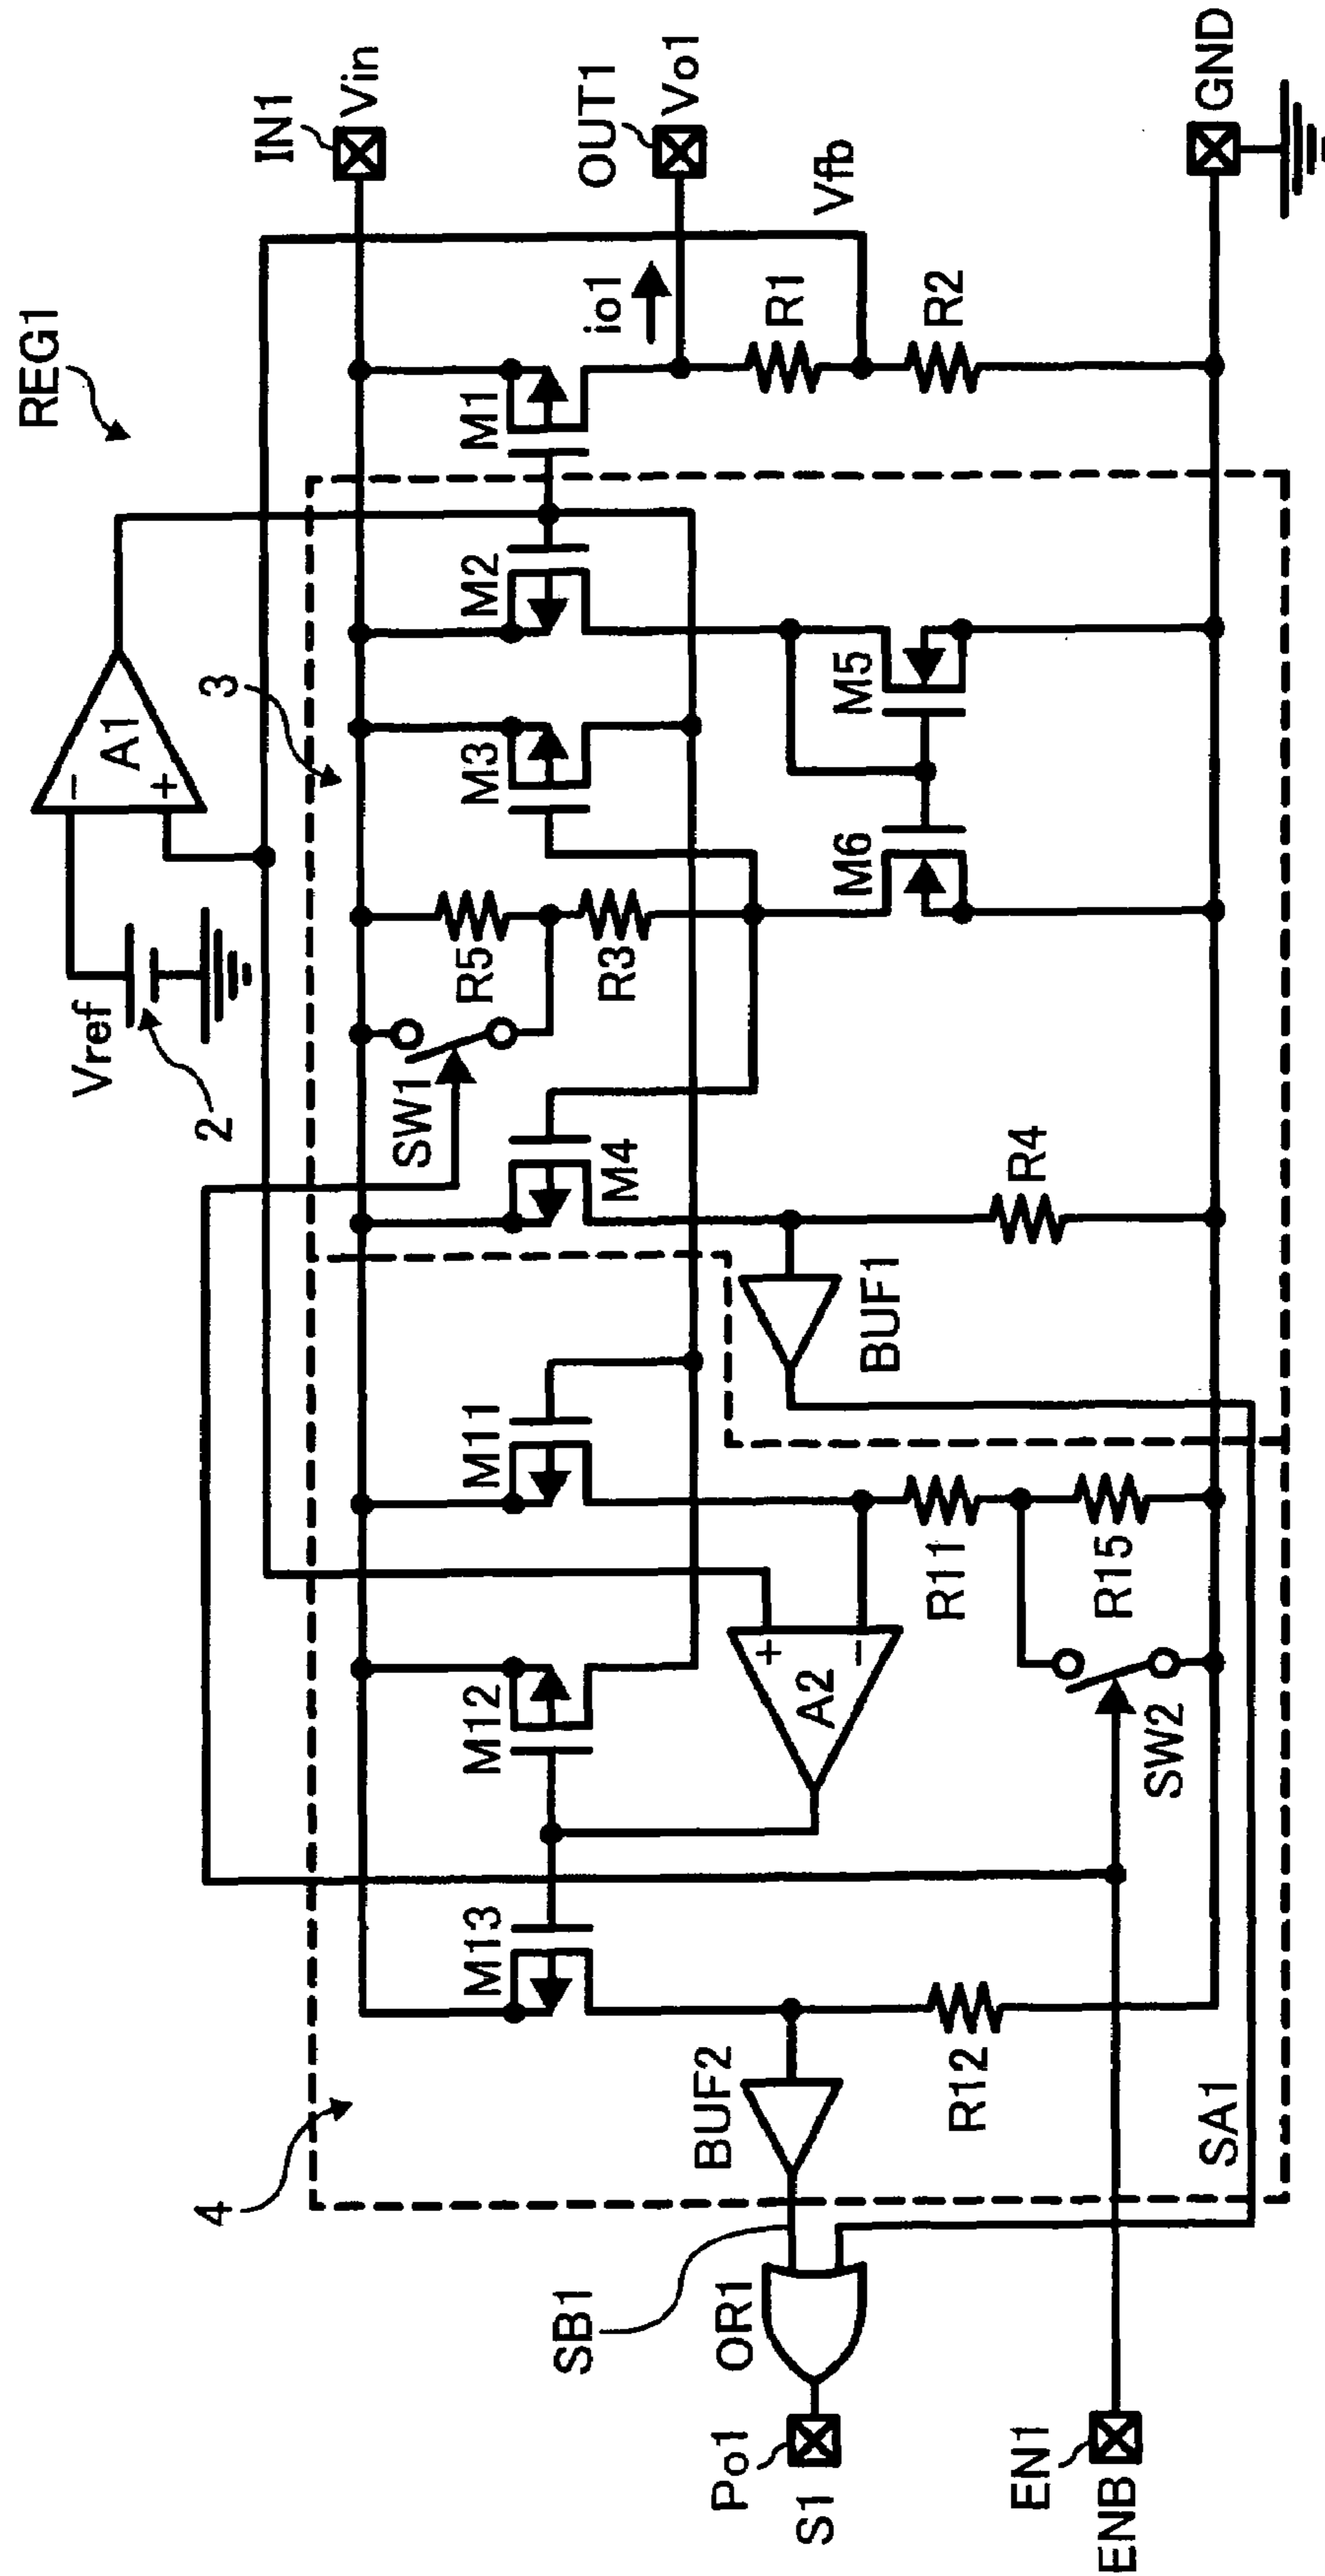 REG1
A1
−
+
Vref
2
3
IN1
Vin
OUT1
Vo1
io1
Vfb
M1
M2
M3
M4
M11
M12
M13
R5
R3
SW1
M5
M6
R1
R2
R4
BUF1
A2
+
−
R11
R15
SW2
BUF2
R12
SA1
SB1
4
OR1
Po1
S1
EN1
ENB
GND